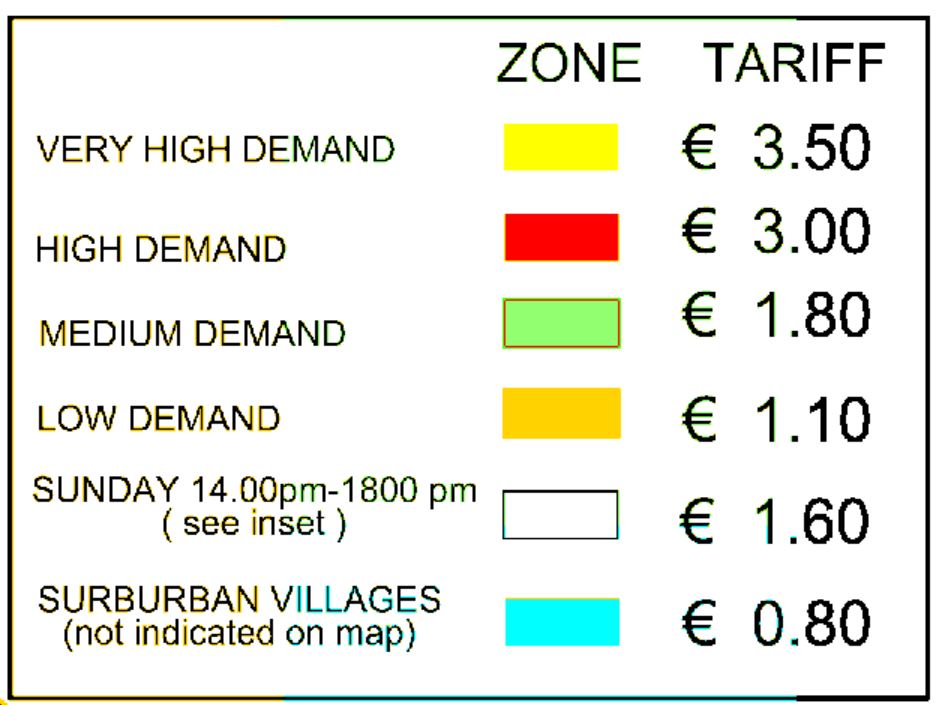 ZONE TARIFF
VERY HIGH DEMAND € 3.50
HIGH DEMAND € 3.00
MEDIUM DEMAND € 1.80
LOW DEMAND € 1.10
SUNDAY 14.00pm-1800 pm
( see inset ) € 1.60
SURBURBAN VILLAGES
(not indicated on map) € 0.80